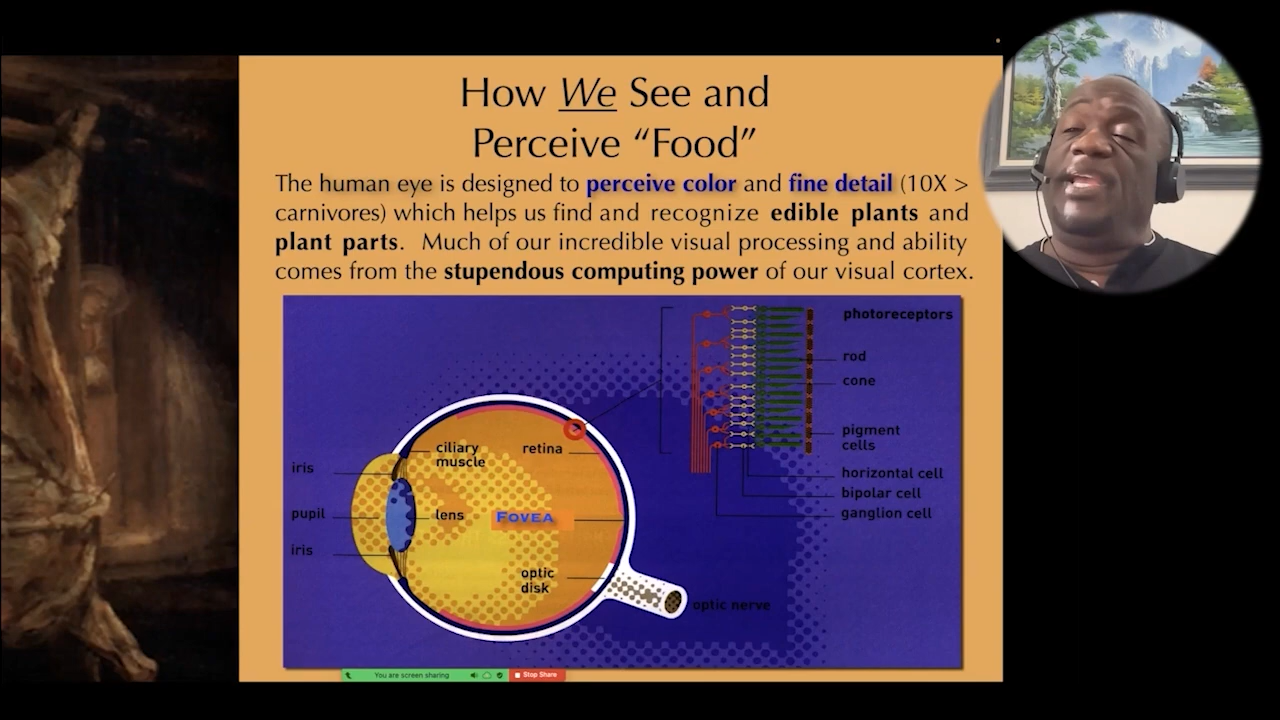 How We See and
Perceive “Food”
The human eye is designed to perceive color and fine detail (10X >
carnivores) which helps us find and recognize edible plants and
plant parts. Much of our incredible visual processing and ability
comes from the stupendous computing power of our visual cortex.
photoreceptors
rod
cone
pigment
cells
horizontal cell
bipolar cell
ganglion cell
ciliary
muscle
retina
iris
pupil
lens
FOVEA
iris
optic
disk
optic nerve
You are screen sharing
Stop Share